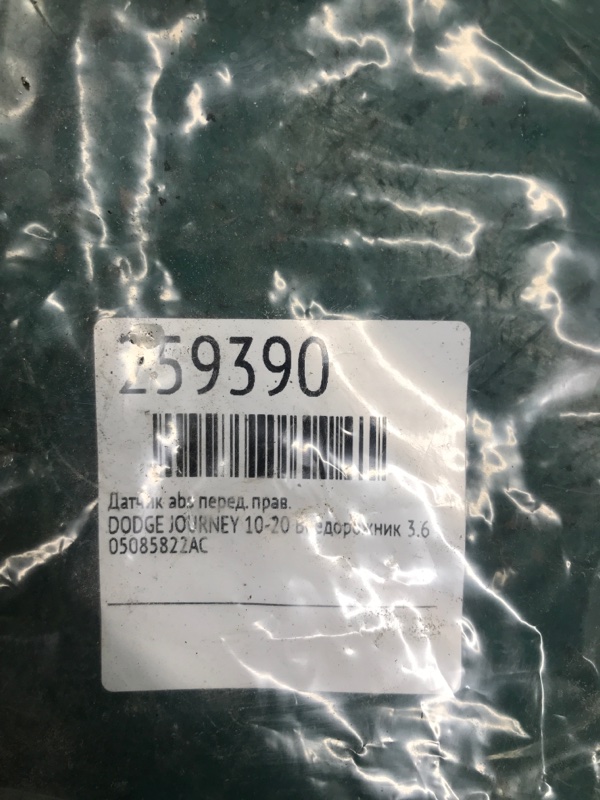 259390
Датчик abs перед. прав.
DODGE JOURNEY 10-20 Внедорожник 3.6
05085822AC